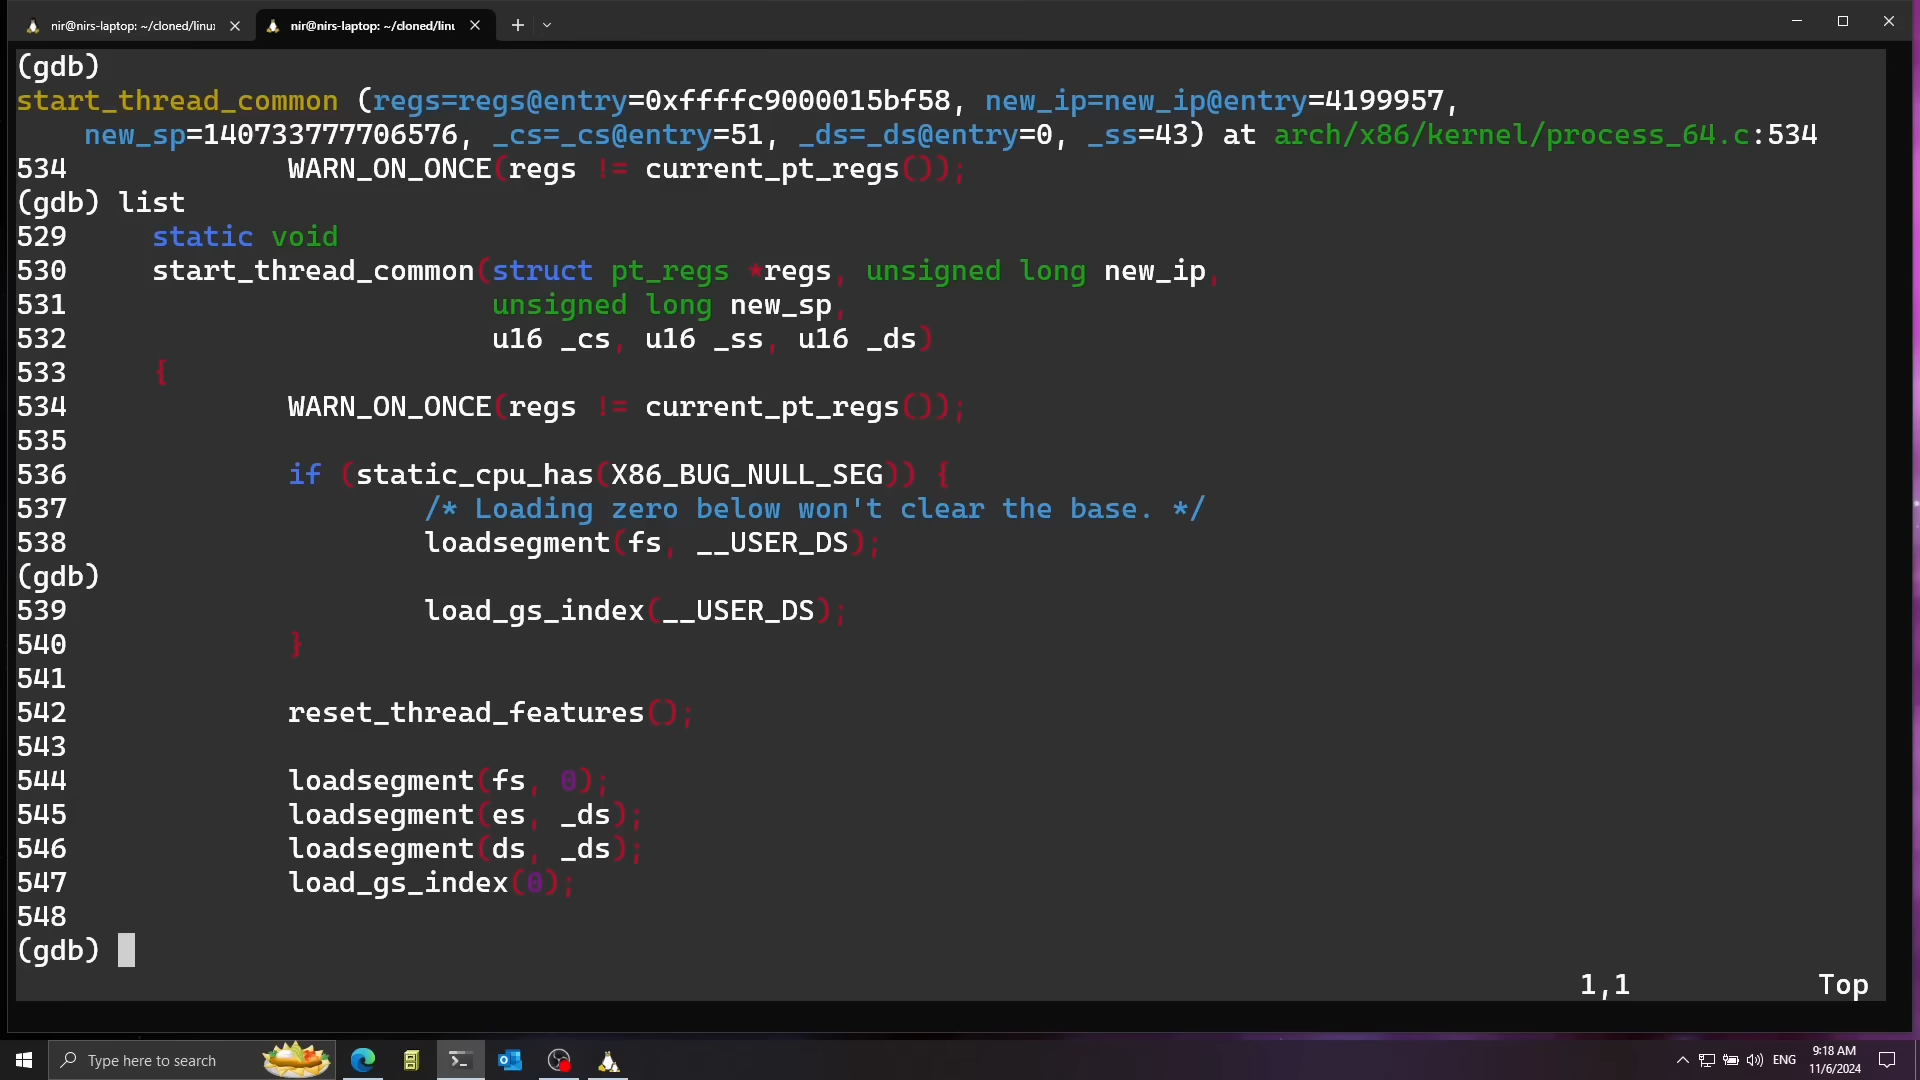 nir@nirs-laptop: ~/cloned/linu
nir@nirs-laptop: ~/cloned/linu
(gdb)
start_thread_common (regs=regs@entry=0xffffc9000015bf58, new_ip=new_ip@entry=4199957,
    new_sp=140733777706576, _cs=_cs@entry=51, _ds=_ds@entry=0, _ss=43) at arch/x86/kernel/process_64.c:534
534             WARN_ON_ONCE(regs != current_pt_regs());
(gdb) list
529     static void
530     start_thread_common(struct pt_regs *regs, unsigned long new_ip,
531                         unsigned long new_sp,
532                         u16 _cs, u16 _ss, u16 _ds)
533     {
534             WARN_ON_ONCE(regs != current_pt_regs());
535
536             if (static_cpu_has(X86_BUG_NULL_SEG)) {
537                     /* Loading zero below won't clear the base. */
538                     loadsegment(fs, __USER_DS);
(gdb)
539                     load_gs_index(__USER_DS);
540             }
541
542             reset_thread_features();
543
544             loadsegment(fs, 0);
545             loadsegment(es, _ds);
546             loadsegment(ds, _ds);
547             load_gs_index(0);
548
(gdb)
1,1 Top
Type here to search
ENG
9:18 AM
11/6/2024